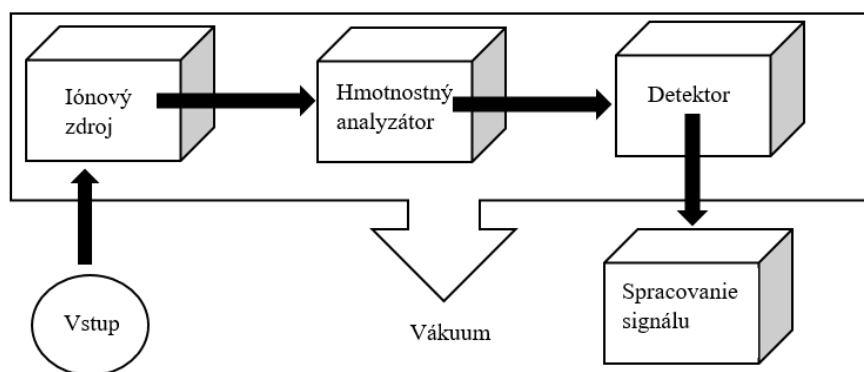 Iónový
zdroj
Hmotnostný
analyzátor
Detektor
Vstup
Vákuum
Spracovanie
signálu